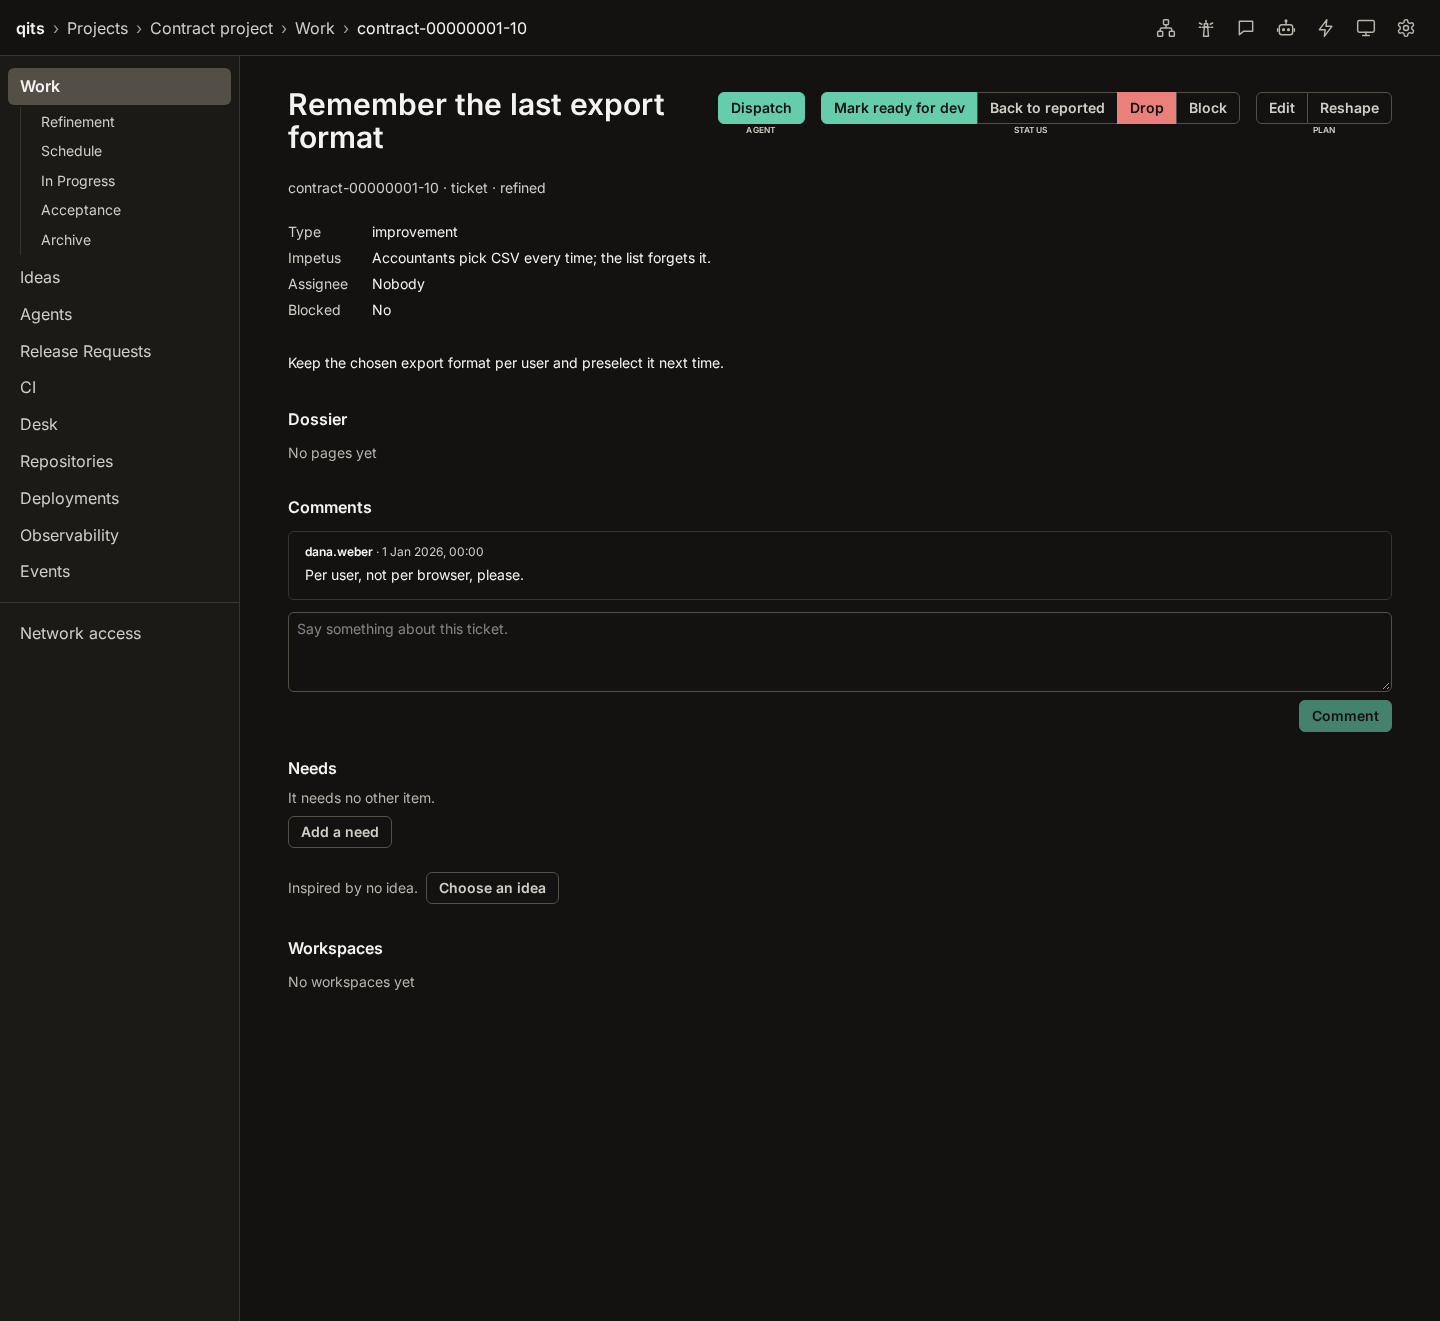 qits › Projects › Contract project › Work › contract-00000001-10
Work
Refinement
Schedule
In Progress
Acceptance
Archive
Ideas
Agents
Release Requests
CI
Desk
Repositories
Deployments
Observability
Events
Network access
Remember the last export
format
Dispatch
AGENT
Mark ready for dev
Back to reported
Drop
Block
STATUS
Edit
Reshape
PLAN
contract-00000001-10 · ticket · refined
Type improvement
Impetus Accountants pick CSV every time; the list forgets it.
Assignee Nobody
Blocked No
Keep the chosen export format per user and preselect it next time.
Dossier
No pages yet
Comments
dana.weber · 1 Jan 2026, 00:00
Per user, not per browser, please.
Say something about this ticket.
Comment
Needs
It needs no other item.
Add a need
Inspired by no idea. Choose an idea
Workspaces
No workspaces yet